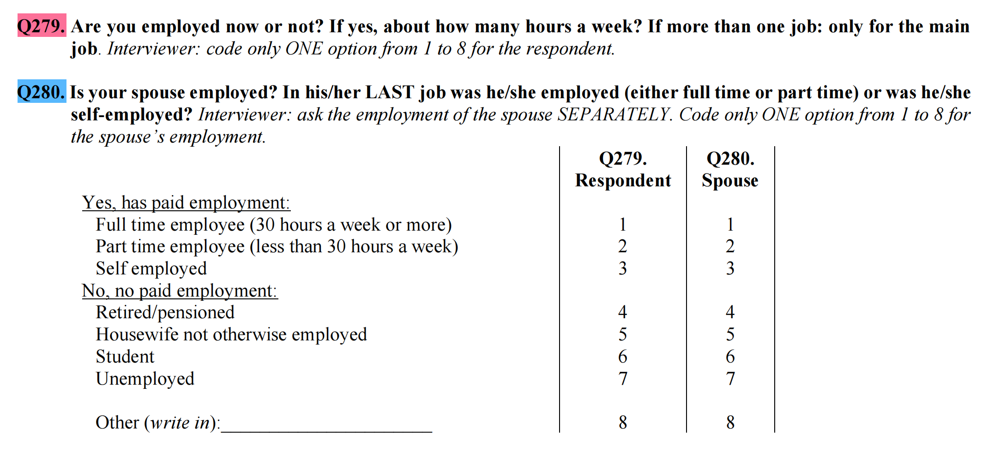 Q279. Are you employed now or not? If yes, about how many hours a week? If more than one job: only for the main
job. Interviewer: code only ONE option from 1 to 8 for the respondent.
Q280. Is your spouse employed? In his/her LAST job was he/she employed (either full time or part time) or was he/she
self-employed? Interviewer: ask the employment of the spouse SEPARATELY. Code only ONE option from 1 to 8 for
the spouse’s employment.
Q279. Q280.
Respondent Spouse
Yes, has paid employment:
Full time employee (30 hours a week or more) 1 1
Part time employee (less than 30 hours a week) 2 2
Self employed 3 3
No, no paid employment:
Retired/pensioned 4 4
Housewife not otherwise employed 5 5
Student 6 6
Unemployed 7 7
Other (write in):______________________ 8 8